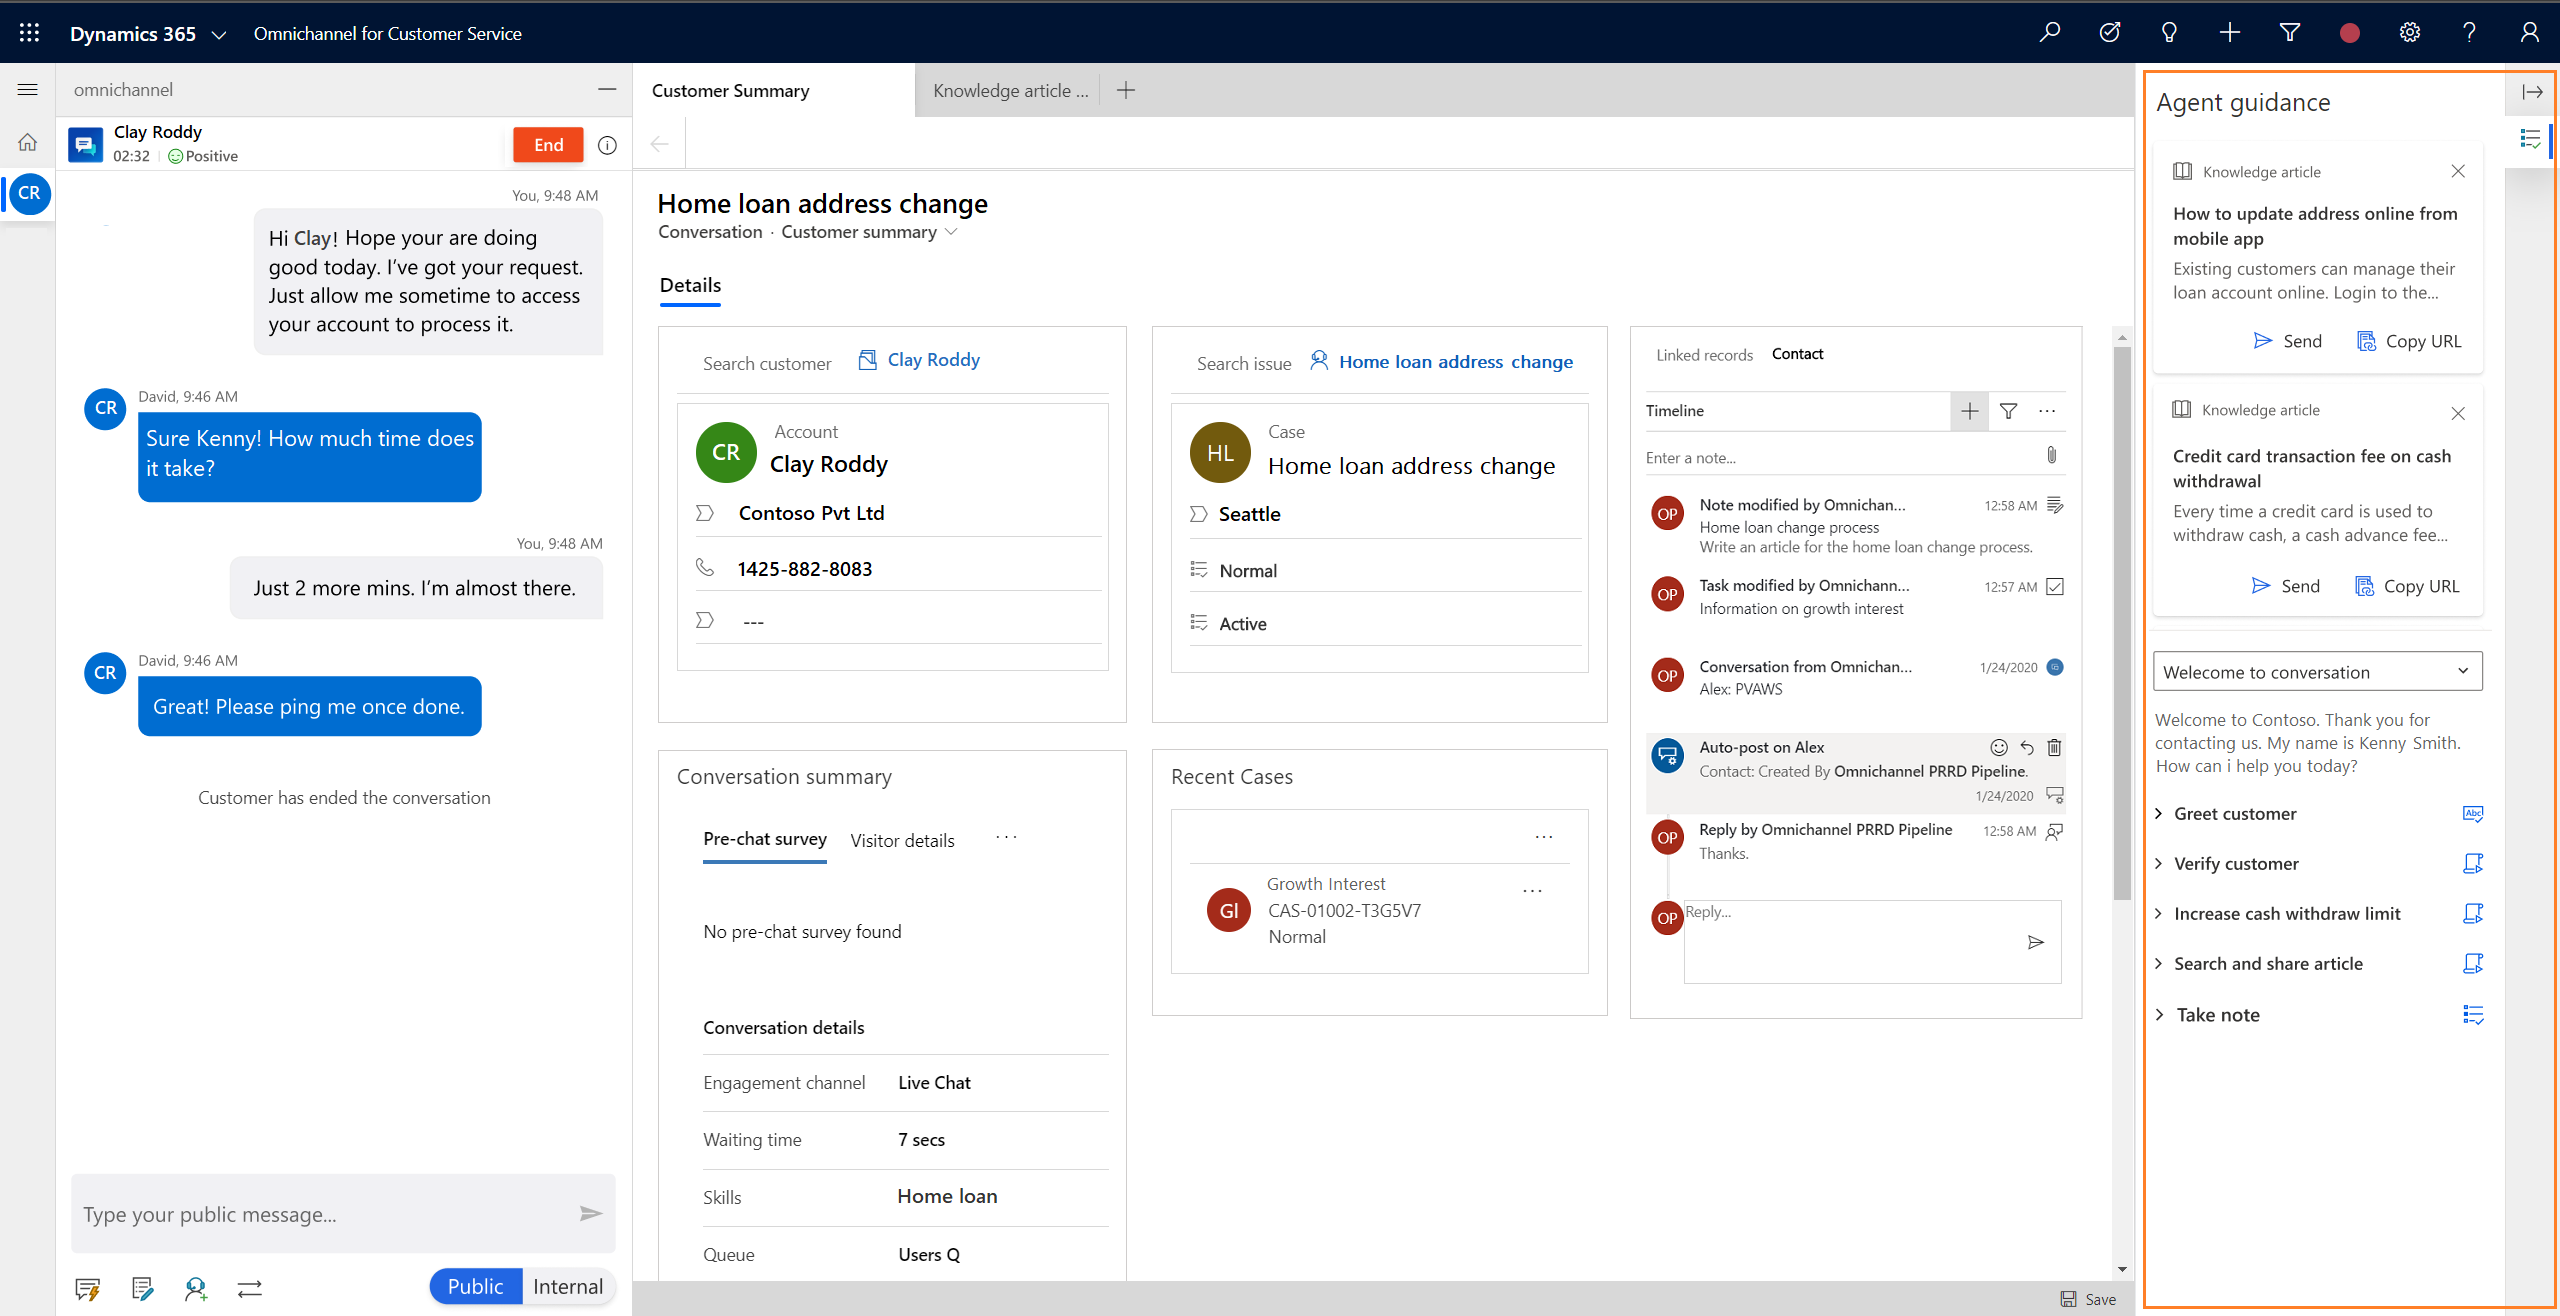 Dynamics 365 Omnichannel for Customer Service
omnichannel
Clay Roddy
02:32 Positive
End
CR
You, 9:48 AM
Hi Clay! Hope your are doing
good today. I’ve got your request.
Just allow me sometime to access
your account to process it.
David, 9:46 AM
CR
Sure Kenny! How much time does
it take?
You, 9:48 AM
Just 2 more mins. I’m almost there.
David, 9:46 AM
CR
Great! Please ping me once done.
Customer has ended the conversation
Type your public message...
Public Internal
Customer Summary Knowledge article ...
Home loan address change
Conversation · Customer summary
Details
Search customer Clay Roddy
CR
Account
Clay Roddy
Contoso Pvt Ltd
1425-882-8083
---
Search issue Home loan address change
HL
Case
Home loan address change
Seattle
Normal
Active
Conversation summary
Pre-chat survey Visitor details ...
No pre-chat survey found
Conversation details
Engagement channel Live Chat
Waiting time 7 secs
Skills Home loan
Queue Users Q
Recent Cases
...
GI
Growth Interest ...
CAS-01002-T3G5V7
Normal
Linked records Contact
Timeline ...
Enter a note...
OP
Note modified by Omnichan... 12:58 AM
Home loan change process
Write an article for the home loan change process.
OP
Task modified by Omnichann... 12:57 AM
Information on growth interest
OP
Conversation from Omnichan... 1/24/2020
Alex: PVAWS
Auto-post on Alex
Contact: Created By Omnichannel PRRD Pipeline.
1/24/2020
OP
Reply by Omnichannel PRRD Pipeline 12:58 AM
Thanks.
OP
Reply...
Save
Agent guidance
Knowledge article
How to update address online from
mobile app
Existing customers can manage their
loan account online. Login to the...
Send Copy URL
Knowledge article
Credit card transaction fee on cash
withdrawal
Every time a credit card is used to
withdraw cash, a cash advance fee...
Send Copy URL
Welecome to conversation
Welcome to Contoso. Thank you for
contacting us. My name is Kenny Smith.
How can i help you today?
Greet customer Abc
Verify customer
Increase cash withdraw limit
Search and share article
Take note